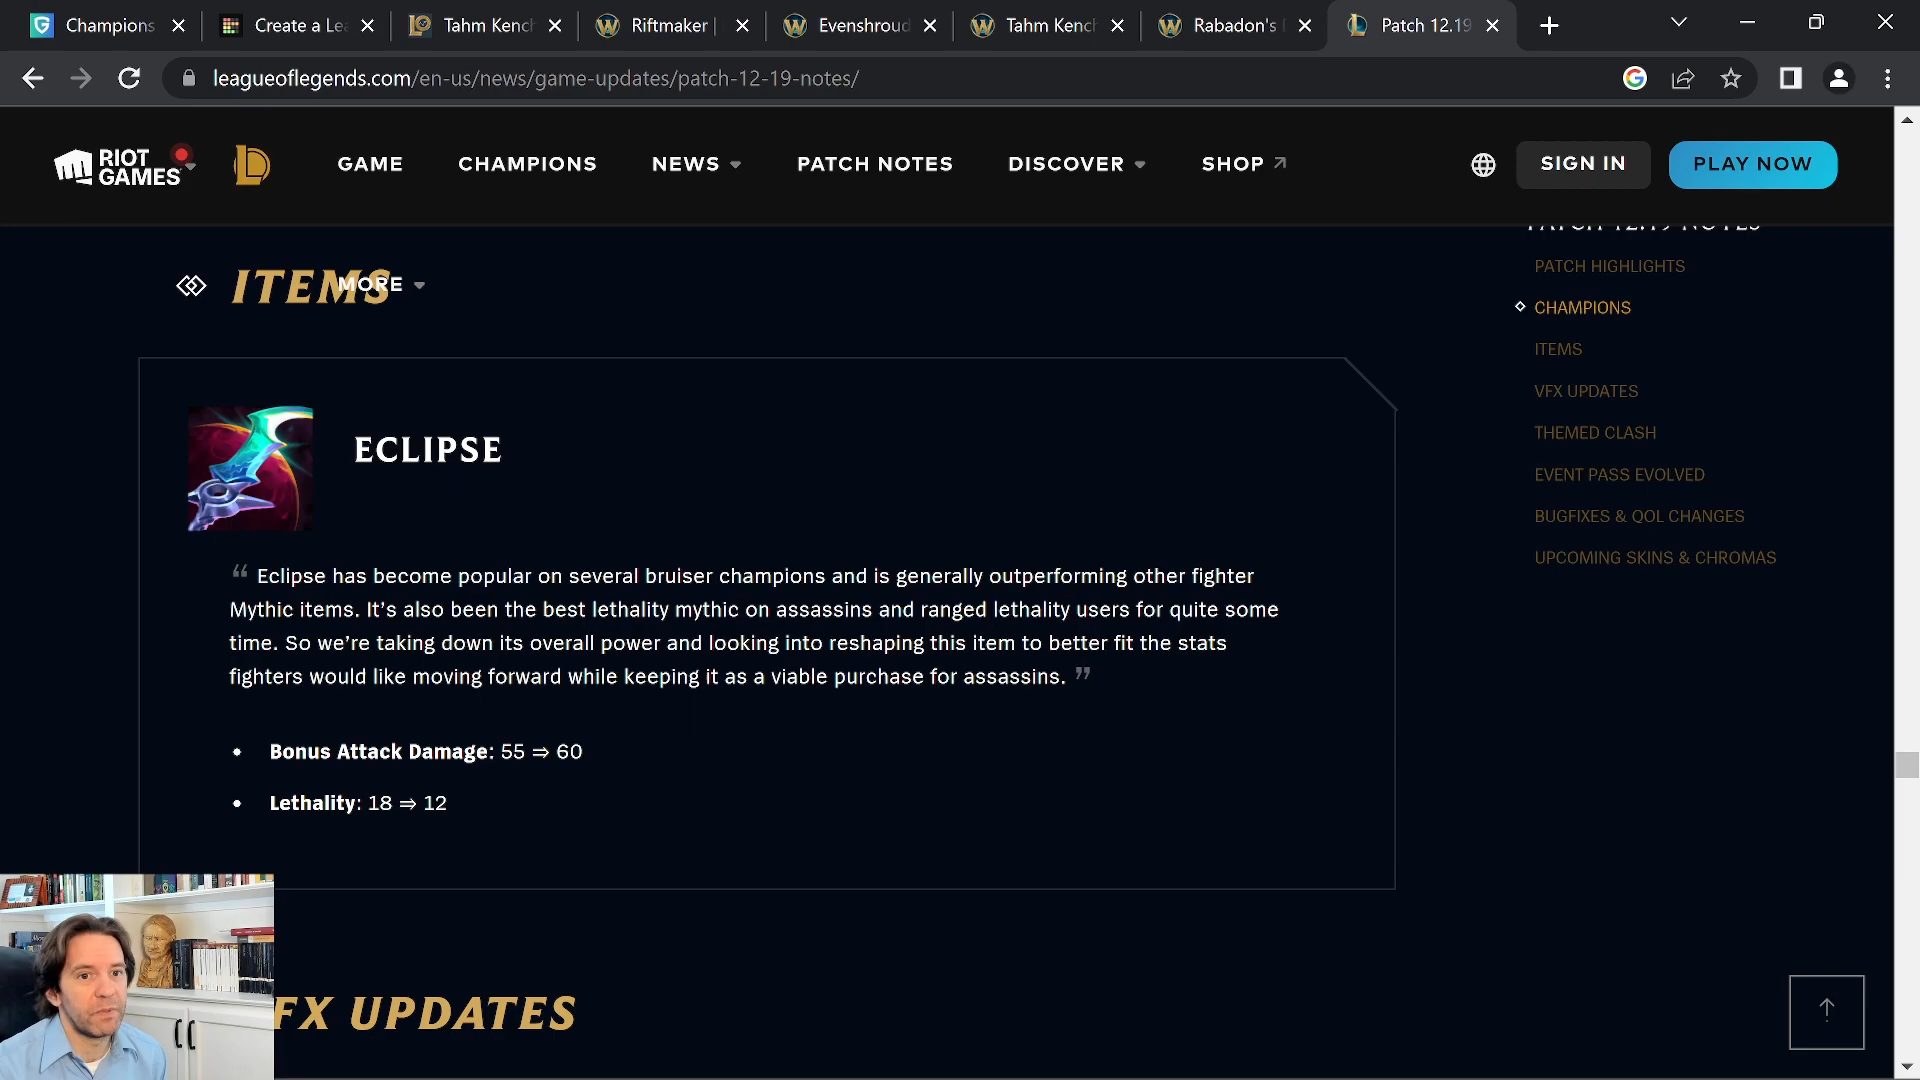 Champions
Create a Lea
Tahm Kench
Riftmaker |
Evenshroud
Tahm Kench
Rabadon's D
Patch 12.19
leagueoflegends.com/en-us/news/game-updates/patch-12-19-notes/
RIOT GAMES
GAME
CHAMPIONS
NEWS
PATCH NOTES
DISCOVER
SHOP
SIGN IN
PLAY NOW
MORE
ITEMS
PATCH 12.19 NOTES
PATCH HIGHLIGHTS
CHAMPIONS
ITEMS
VFX UPDATES
THEMED CLASH
EVENT PASS EVOLVED
BUGFIXES & QOL CHANGES
UPCOMING SKINS & CHROMAS
ECLIPSE
“ Eclipse has become popular on several bruiser champions and is generally outperforming other fighter
Mythic items. It’s also been the best lethality mythic on assassins and ranged lethality users for quite some
time. So we’re taking down its overall power and looking into reshaping this item to better fit the stats
fighters would like moving forward while keeping it as a viable purchase for assassins. ”
• Bonus Attack Damage: 55 ⇒ 60
• Lethality: 18 ⇒ 12
FX UPDATES